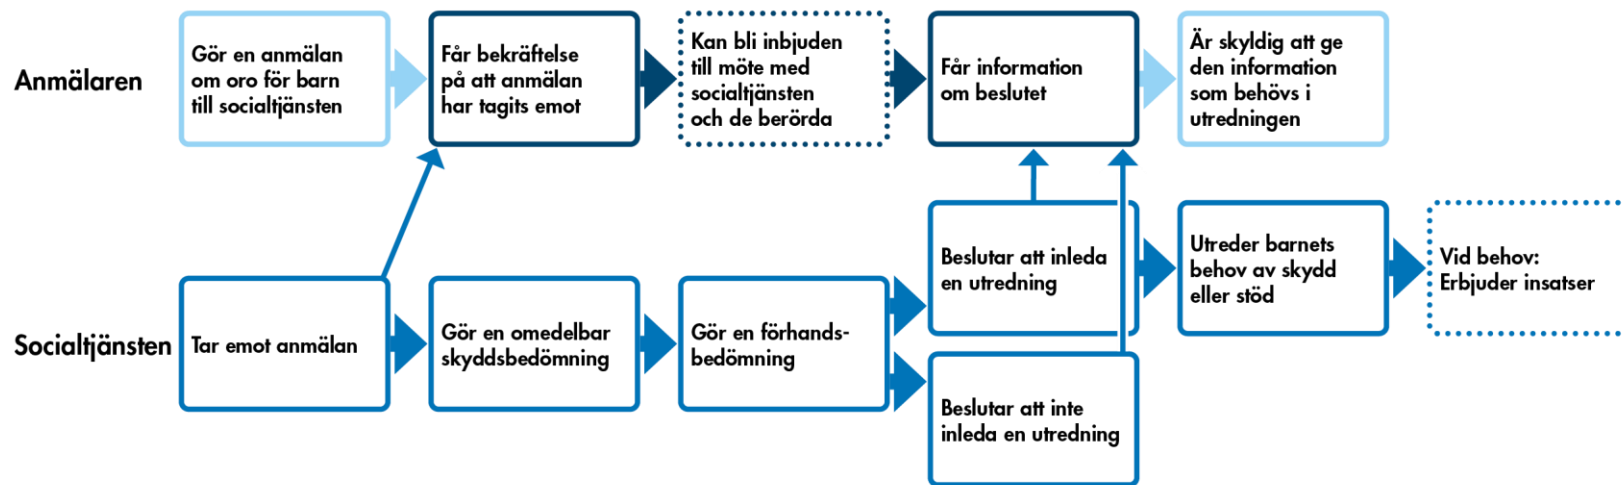 Anmälaren
Gör en anmälan
om oro för barn
till socialtjänsten
Får bekräftelse
på att anmälan
har tagits emot
Kan bli inbjuden
till möte med
socialtjänsten
och de berörda
Får information
om beslutet
Är skyldig att ge
den information
som behövs i
utredningen
Socialtjänsten
Tar emot anmälan
Gör en omedelbar
skyddsbedömning
Gör en förhands-
bedömning
Beslutar att inleda
en utredning
Beslutar att inte
inleda en utredning
Utreder barnets
behov av skydd
eller stöd
Vid behov:
Erbjuder insatser